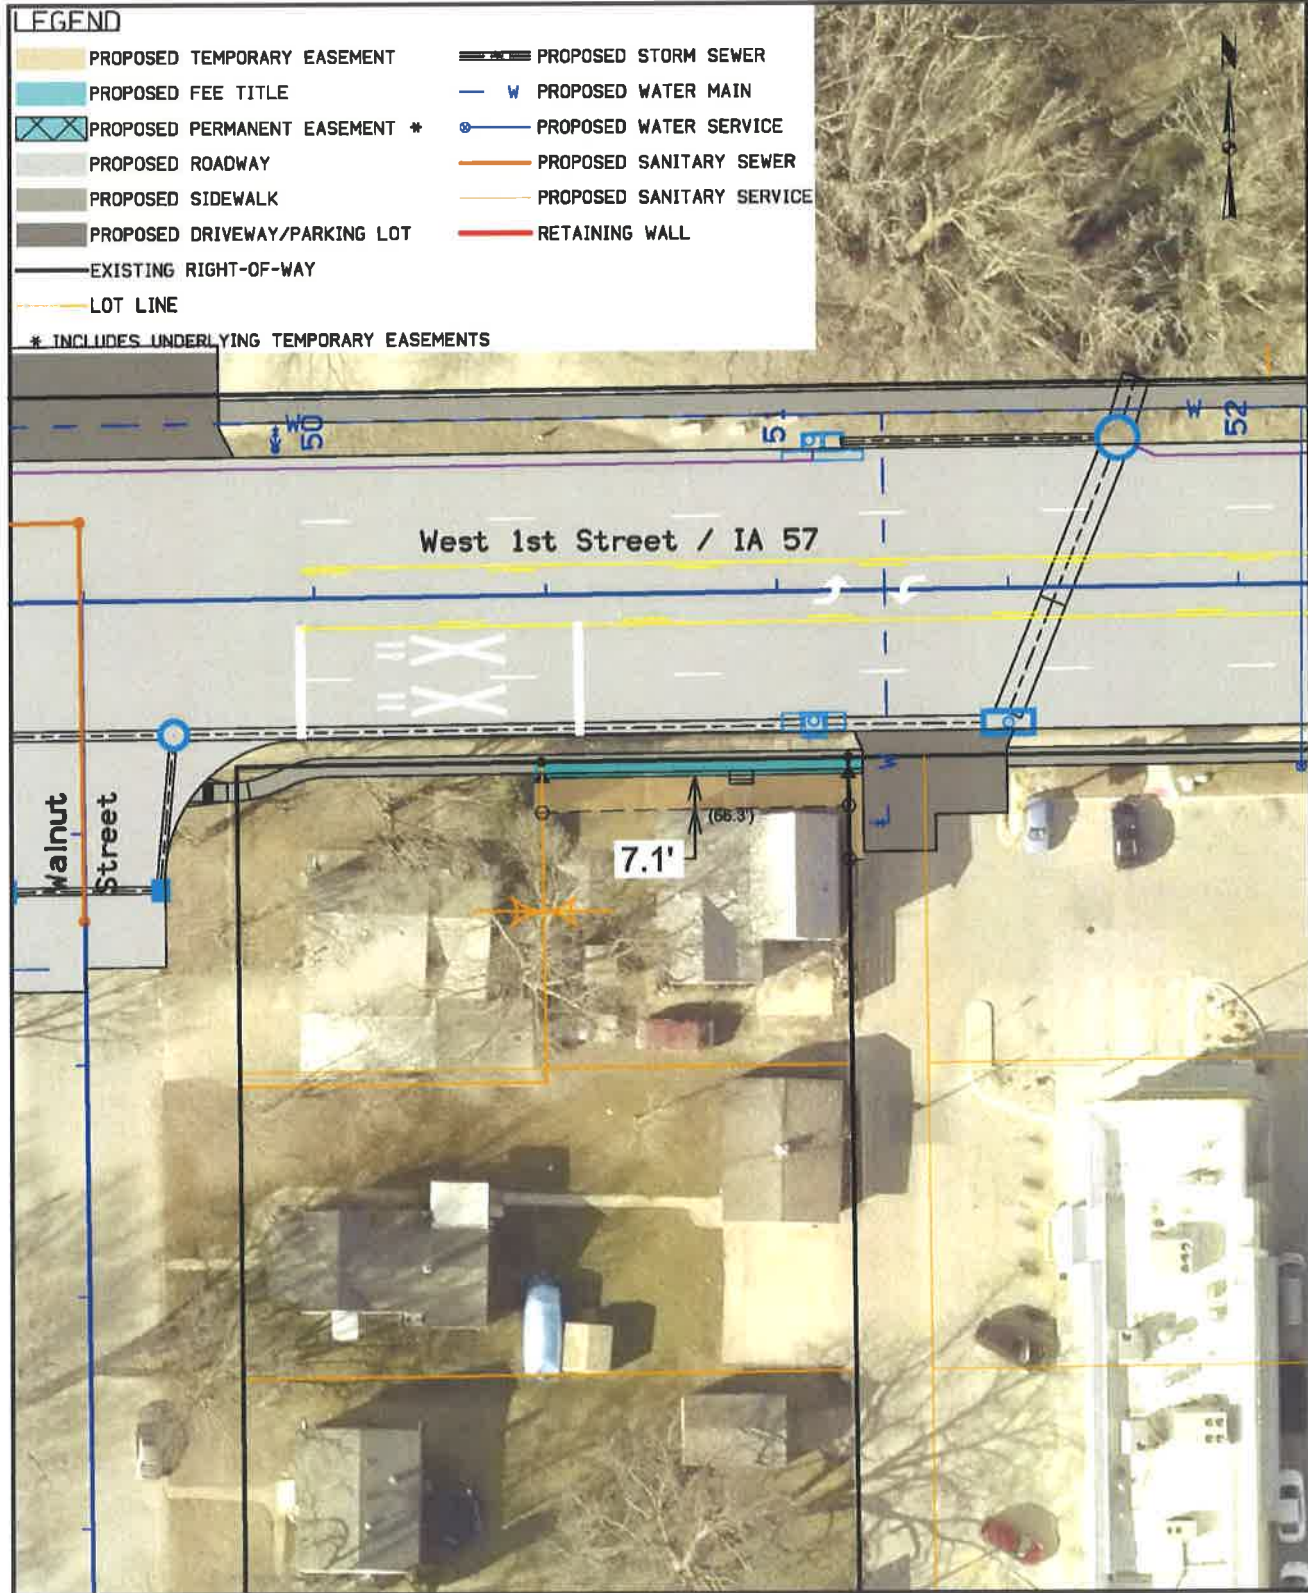 LEGEND
PROPOSED TEMPORARY EASEMENT
PROPOSED FEE TITLE
PROPOSED PERMANENT EASEMENT *
PROPOSED ROADWAY
PROPOSED SIDEWALK
PROPOSED DRIVEWAY/PARKING LOT
EXISTING RIGHT-OF-WAY
LOT LINE
* INCLUDES UNDERLYING TEMPORARY EASEMENTS
PROPOSED STORM SEWER
W PROPOSED WATER MAIN
PROPOSED WATER SERVICE
PROPOSED SANITARY SEWER
PROPOSED SANITARY SERVICE
RETAINING WALL
W
50
51
W
52
West 1st Street / IA 57
Walnut
Street
W
(66.3')
7.1'